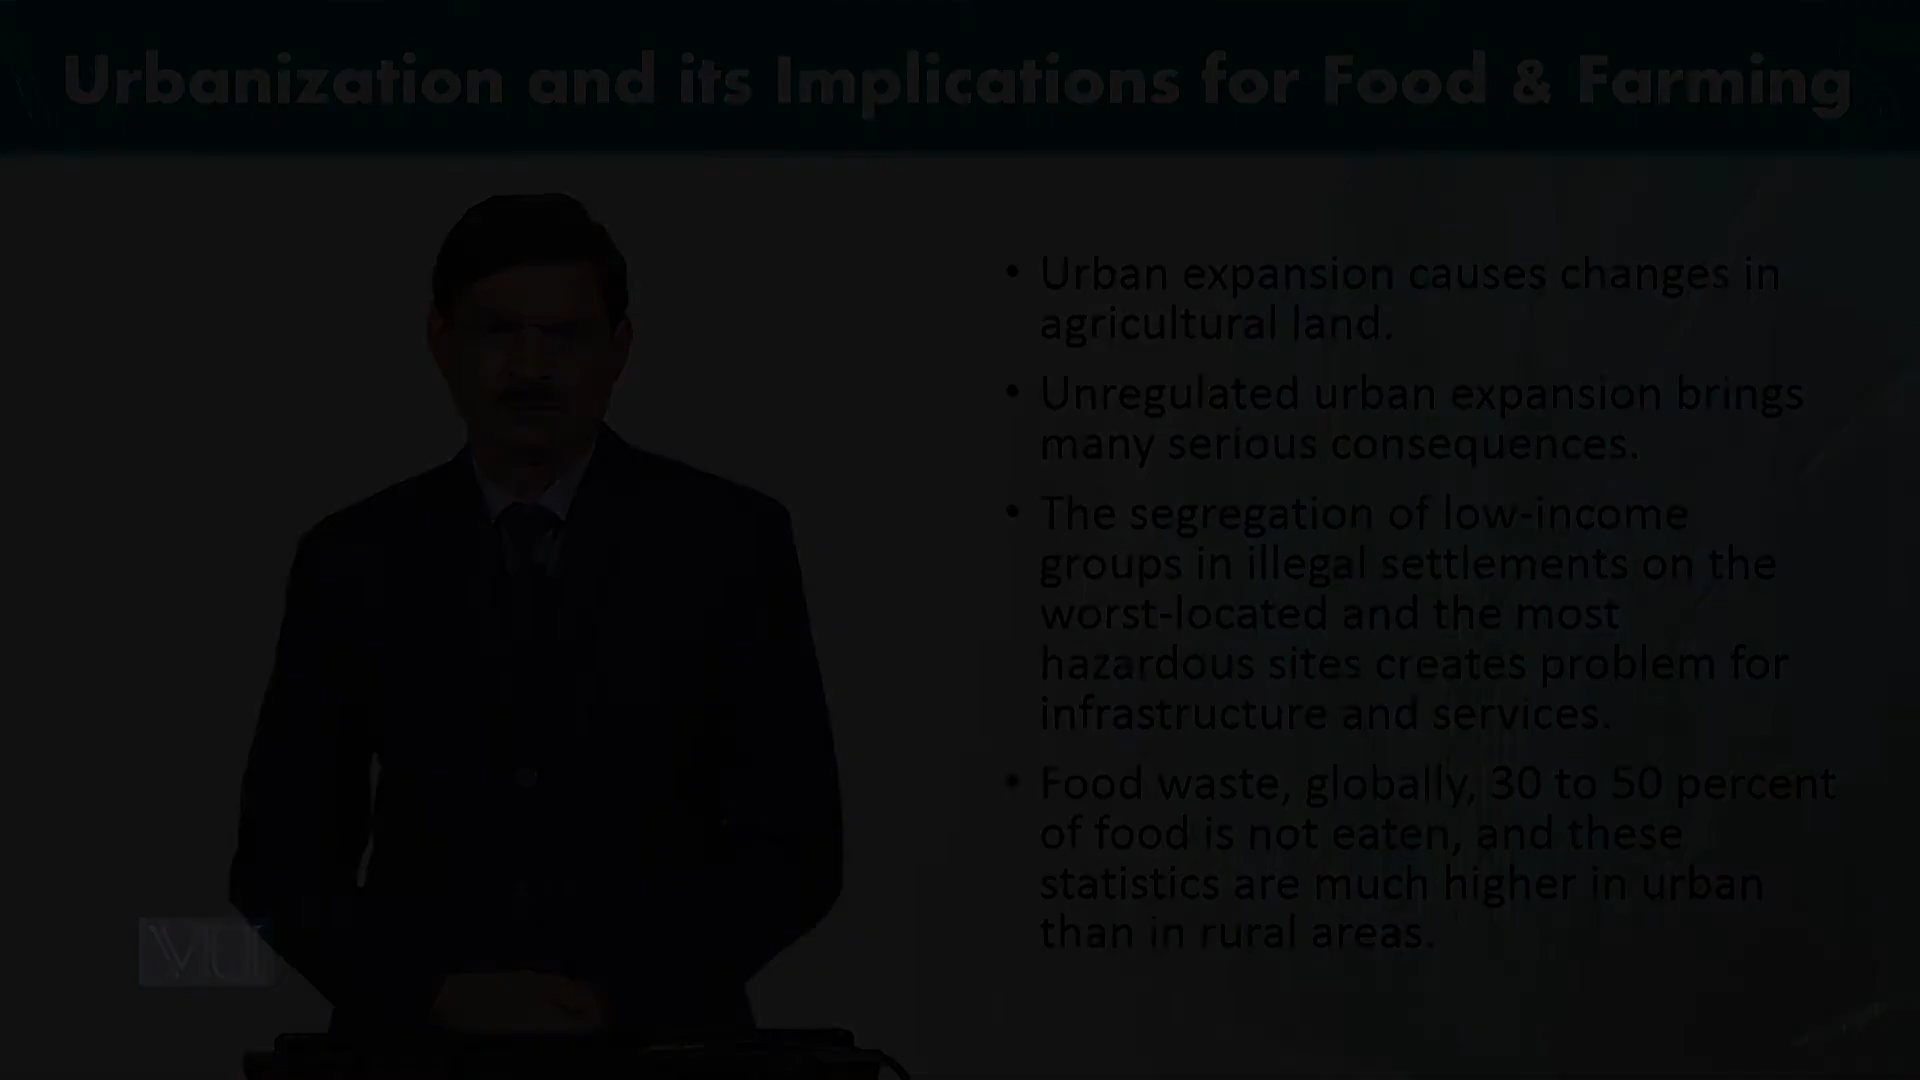 Urbanization and its Implications for Food & Farming
• Urban expansion causes changes in
agricultural land.
• Unregulated urban expansion brings
many serious consequences.
• The segregation of low-income
groups in illegal settlements on the
worst-located and the most
hazardous sites creates problem for
infrastructure and services.
• Food waste, globally, 30 to 50 percent
of food is not eaten, and these
statistics are much higher in urban
than in rural areas.
VU